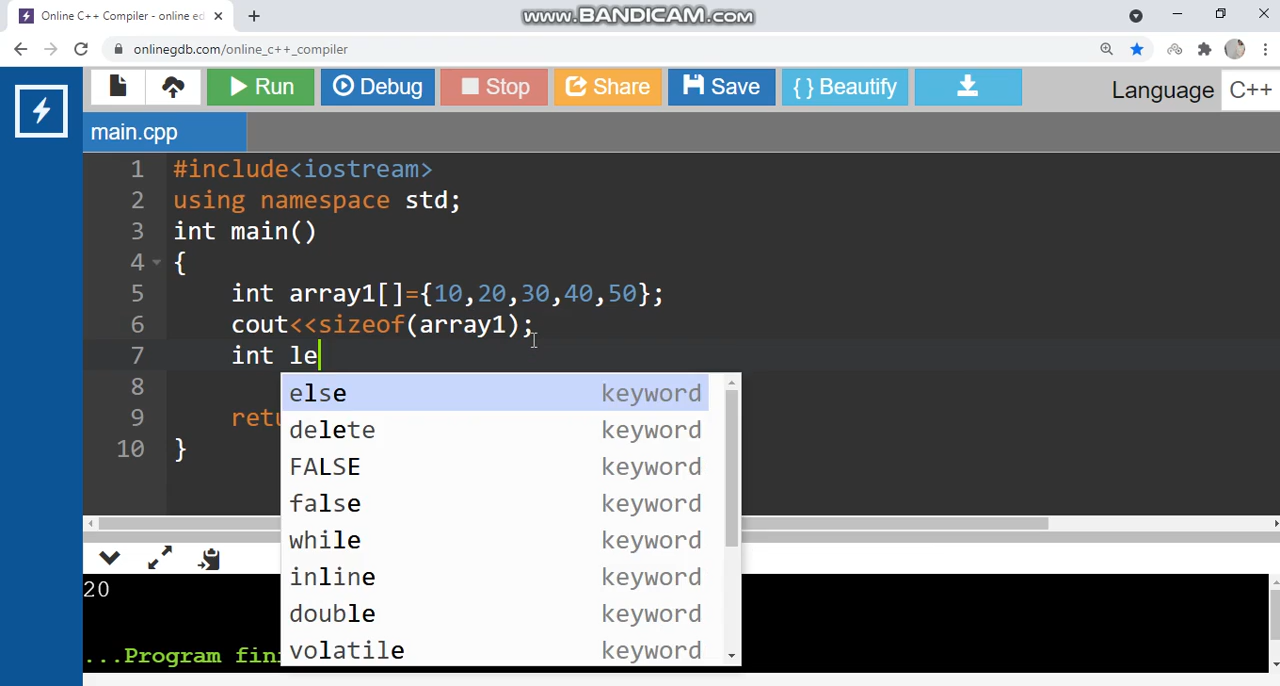 Online C++ Compiler - online ed
www.BANDICAM.com
onlinegdb.com/online_c++_compiler
Run Debug Stop Share Save { } Beautify Language C++
main.cpp
1 #include<iostream>
2 using namespace std;
3 int main()
4 {
5 int array1[]={10,20,30,40,50};
6 cout<<sizeof(array1);
7 int le
8
9 retu
10 }
else keyword
delete keyword
FALSE keyword
false keyword
while keyword
inline keyword
double keyword
volatile keyword
20
...Program fin